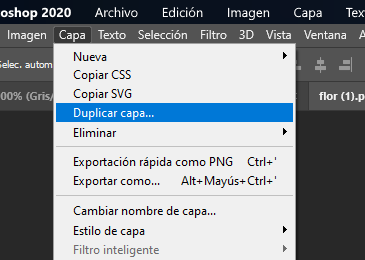 oshop 2020 Archivo Edición Imagen Capa Tex
Imagen Capa Texto Selección Filtro 3D Vista Ventana A
Selec. autom
Nueva
Copiar CSS
Copiar SVG
00% (Gris/
Duplicar capa...
flor (1).p
Eliminar
Exportación rápida como PNG Ctrl+'
Exportar como... Alt+Mayús+Ctrl+'
Cambiar nombre de capa...
Estilo de capa
Filtro inteligente